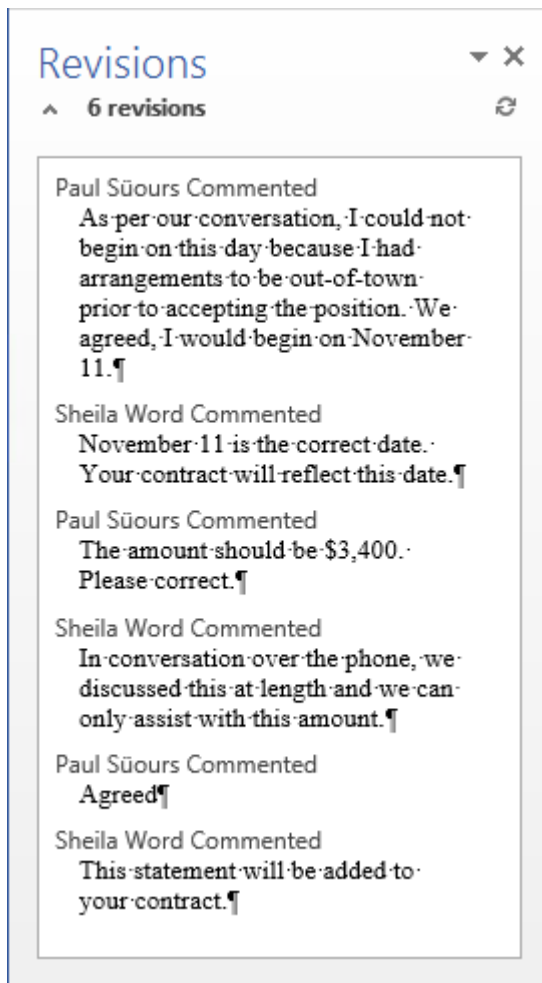 Revisions
6 revisions
Paul Süours Commented
As·per·our·conversation,·I·could·not·
begin·on·this·day·because·I·had·
arrangements·to·be·out-of-town·
prior·to·accepting·the·position.·We·
agreed,·I·would·begin·on·November·
11.¶
Sheila Word Commented
November·11·is·the·correct·date.·
Your·contract·will·reflect·this·date.¶
Paul Süours Commented
The·amount·should·be·$3,400.·
Please·correct.¶
Sheila Word Commented
In·conversation·over·the·phone,·we·
discussed·this·at·length·and·we·can·
only·assist·with·this·amount.¶
Paul Süours Commented
Agreed¶
Sheila Word Commented
This·statement·will·be·added·to·
your·contract.¶